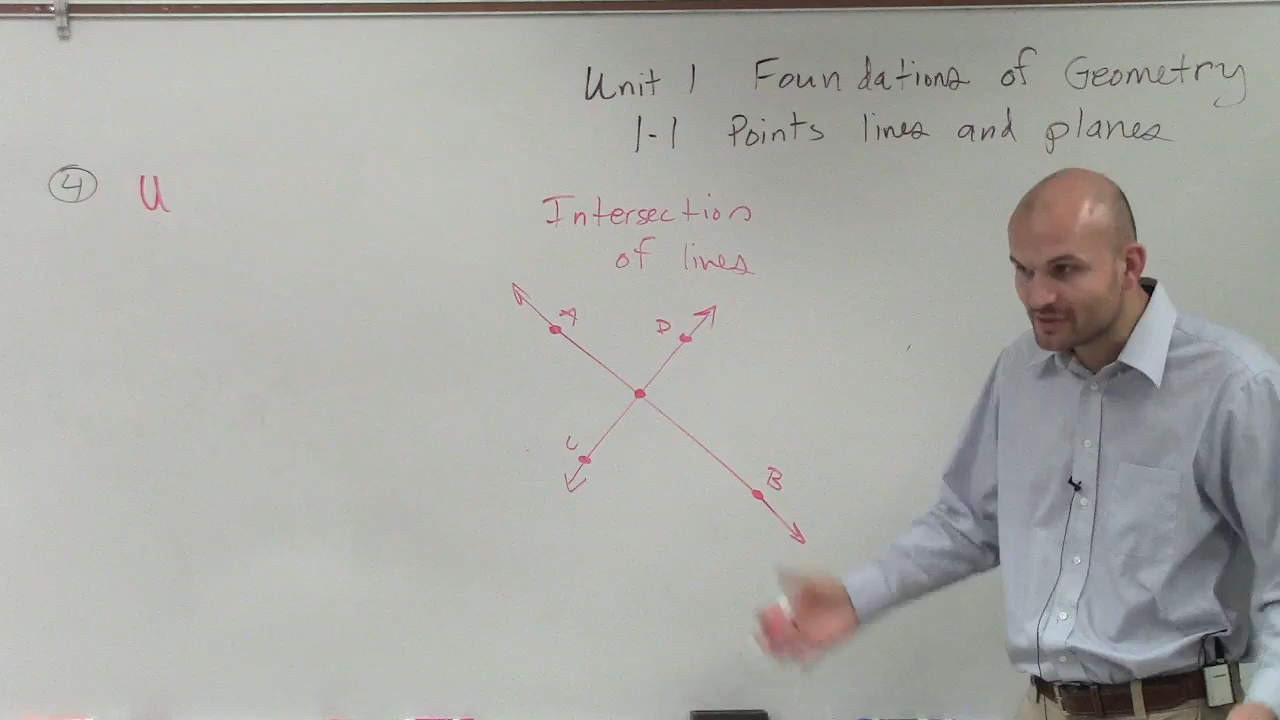 Unit 1 Foundations of Geometry
1-1 Points lines and planes
4 U
Intersection
of lines
A
D
C
B